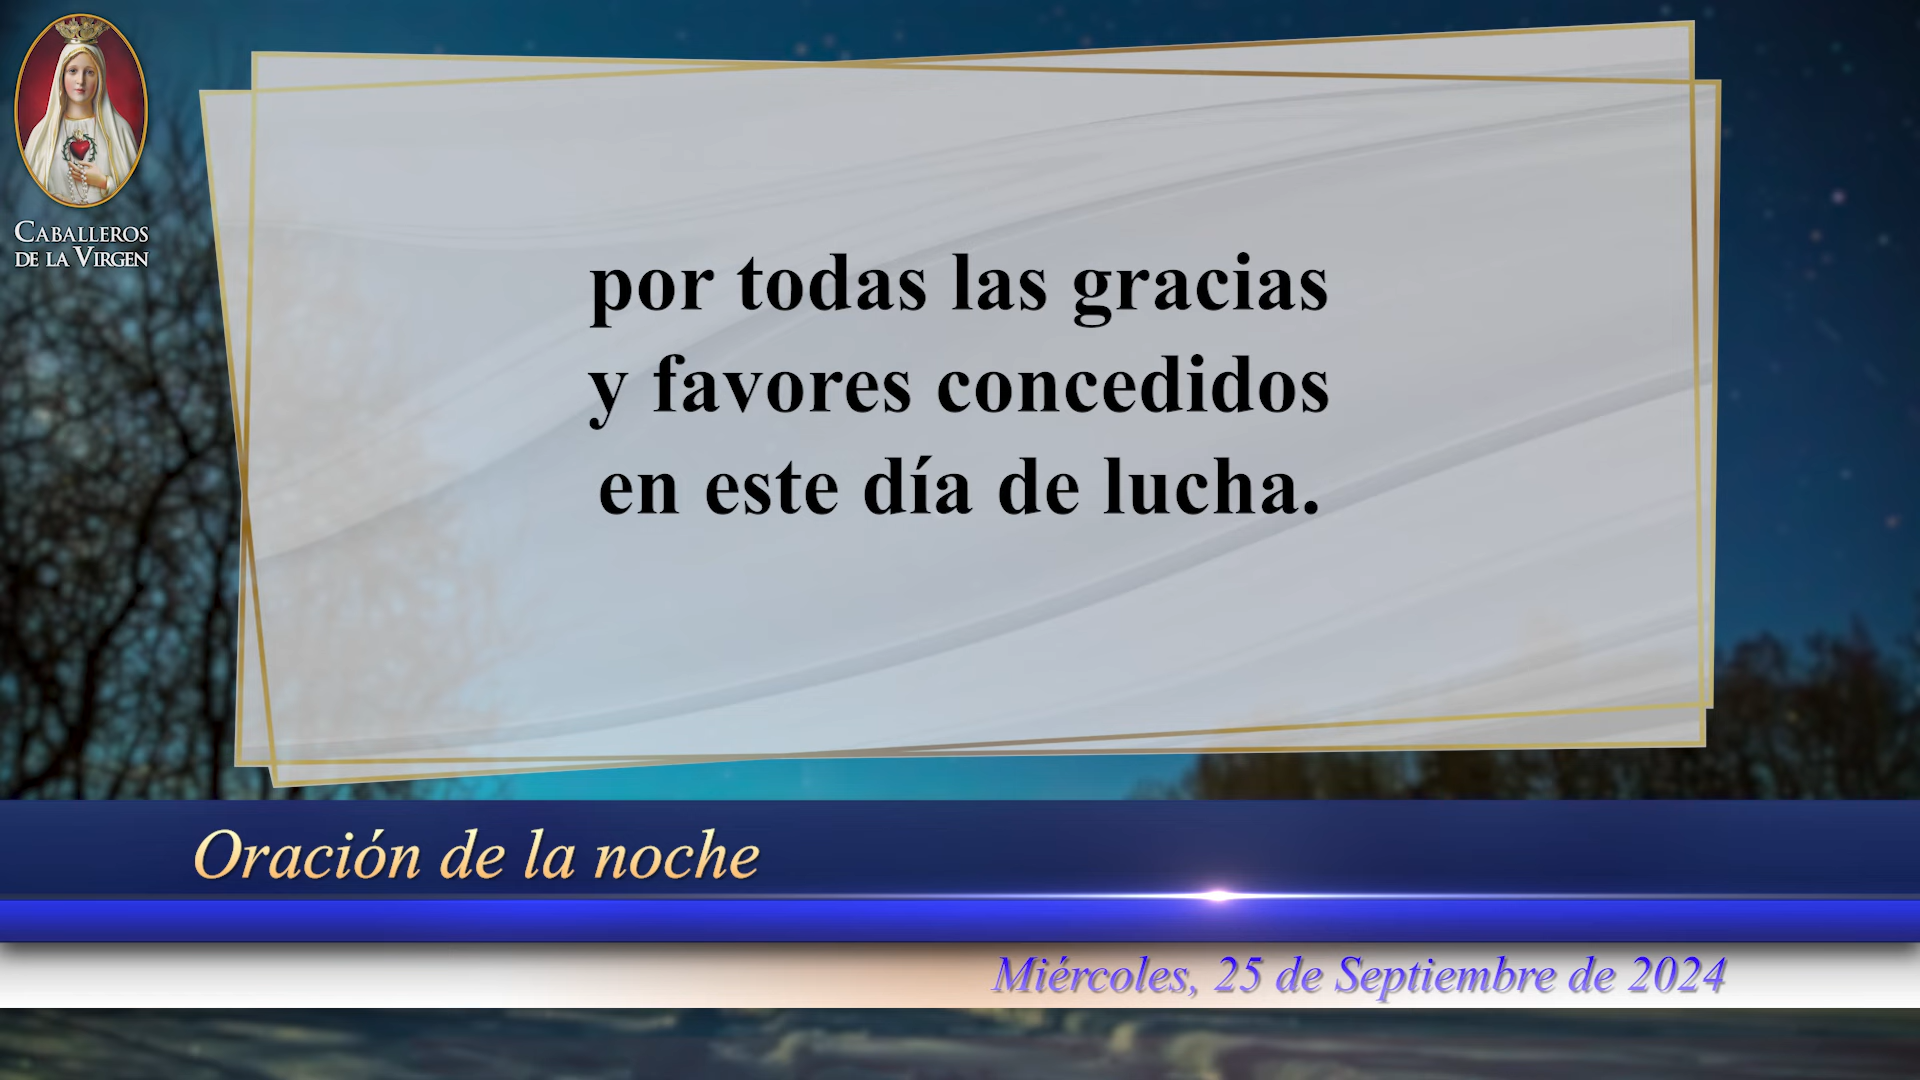 CABALLEROS
DE LA VIRGEN
por todas las gracias
y favores concedidos
en este día de lucha.
Oración de la noche
Miércoles, 25 de Septiembre de 2024